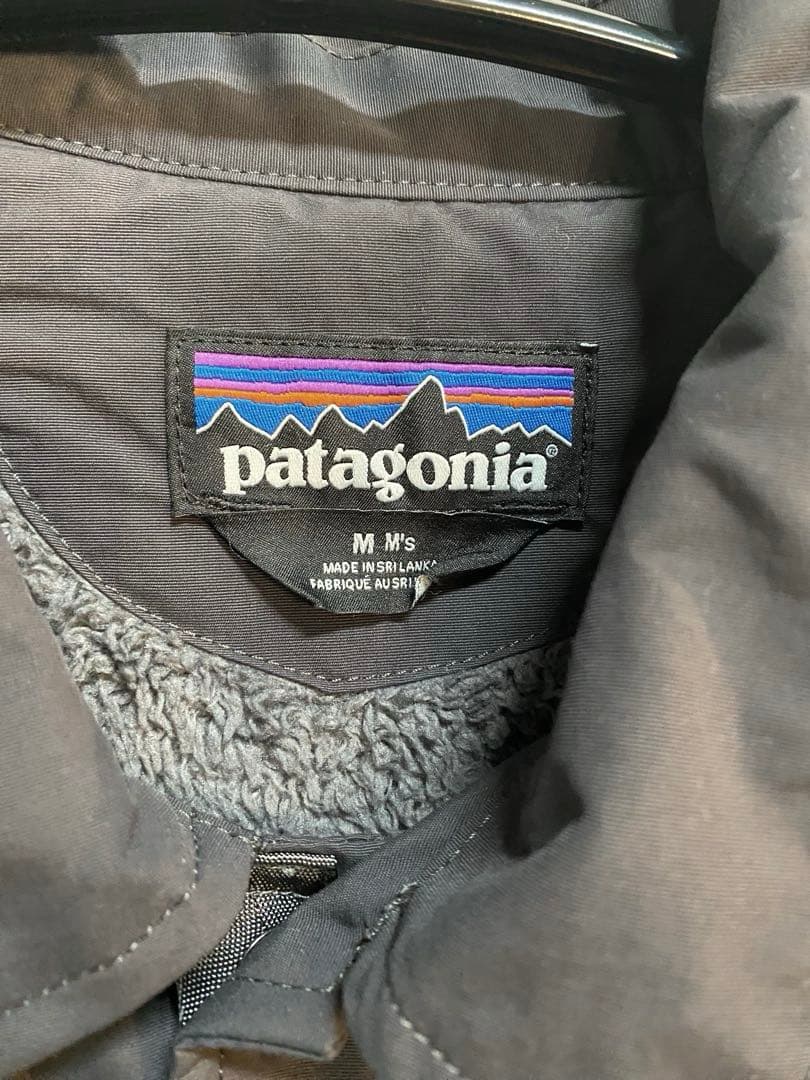 patagonia®
M M's
MADE IN SRI LANKA
FABRIQUÉ AU SRI